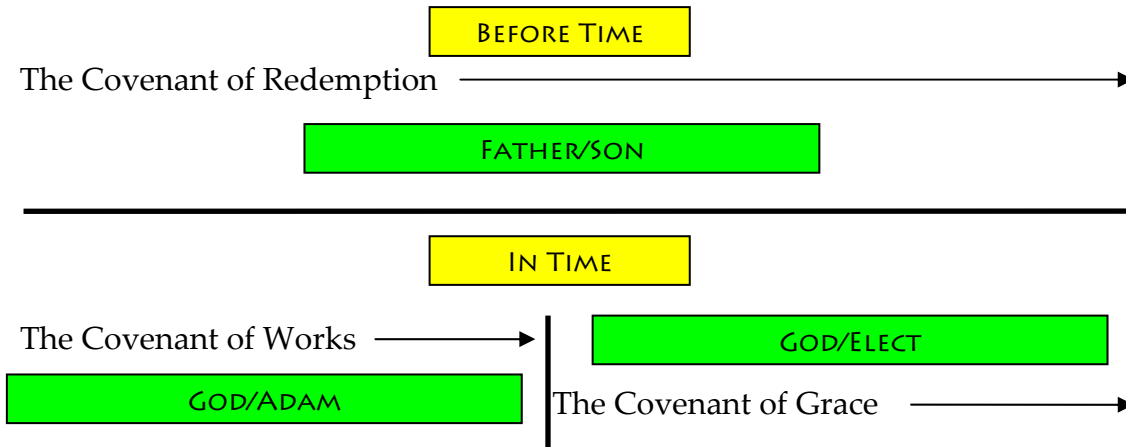 BEFORE TIME
The Covenant of Redemption
FATHER/SON
IN TIME
The Covenant of Works
GOD/ELECT
GOD/ADAM
The Covenant of Grace